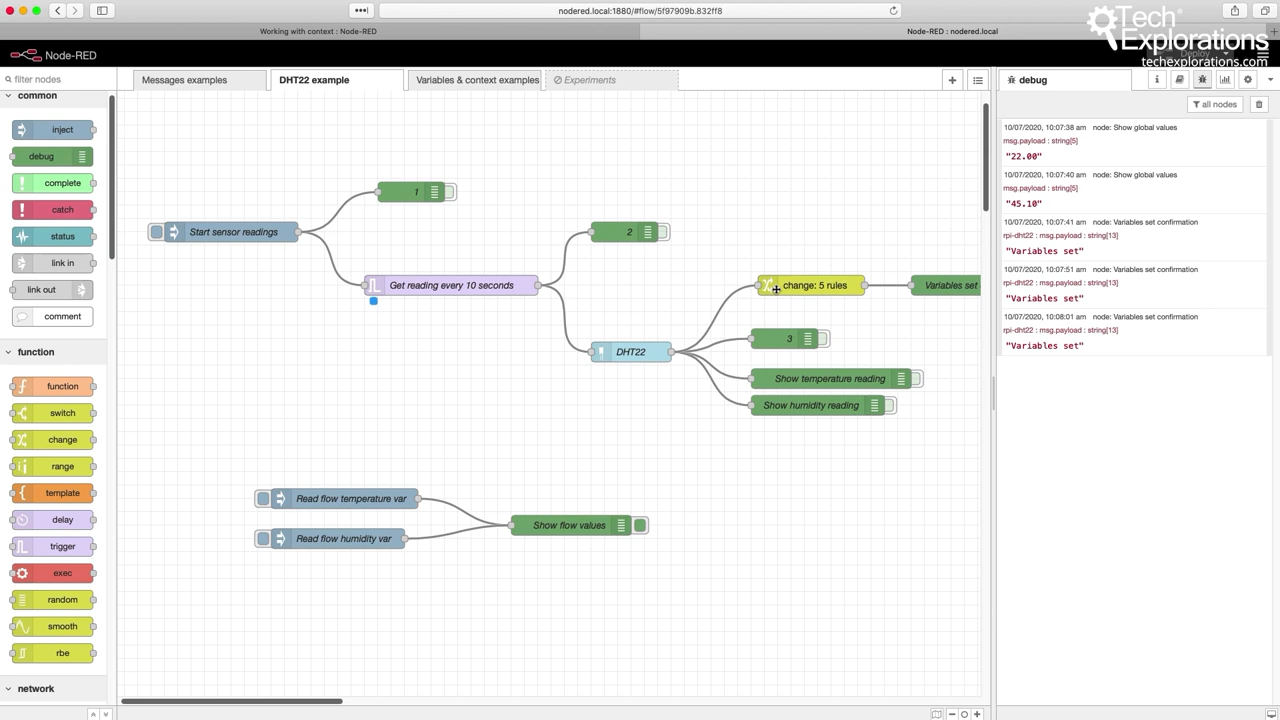 nodered.local:1880/#flow/5f97909b.832ff8
Working with context : Node-RED
Node-RED : nodered.local
Tech
Explorations
techexplorations.com
Node-RED
Deploy
filter nodes
Messages examples
DHT22 example
Variables & context examples
Experiments
debug
all nodes
common
inject
debug
complete
catch
status
link in
link out
comment
function
function
switch
change
range
template
delay
trigger
exec
random
smooth
rbe
network
1
Start sensor readings
2
Get reading every 10 seconds
change: 5 rules
Variables set
3
DHT22
Show temperature reading
Show humidity reading
Read flow temperature var
Show flow values
Read flow humidity var
10/07/2020, 10:07:38 am node: Show global values
msg.payload : string[5]
"22.00"
10/07/2020, 10:07:40 am node: Show global values
msg.payload : string[5]
"45.10"
10/07/2020, 10:07:41 am node: Variables set confirmation
rpi-dht22 : msg.payload : string[13]
"Variables set"
10/07/2020, 10:07:51 am node: Variables set confirmation
rpi-dht22 : msg.payload : string[13]
"Variables set"
10/07/2020, 10:08:01 am node: Variables set confirmation
rpi-dht22 : msg.payload : string[13]
"Variables set"